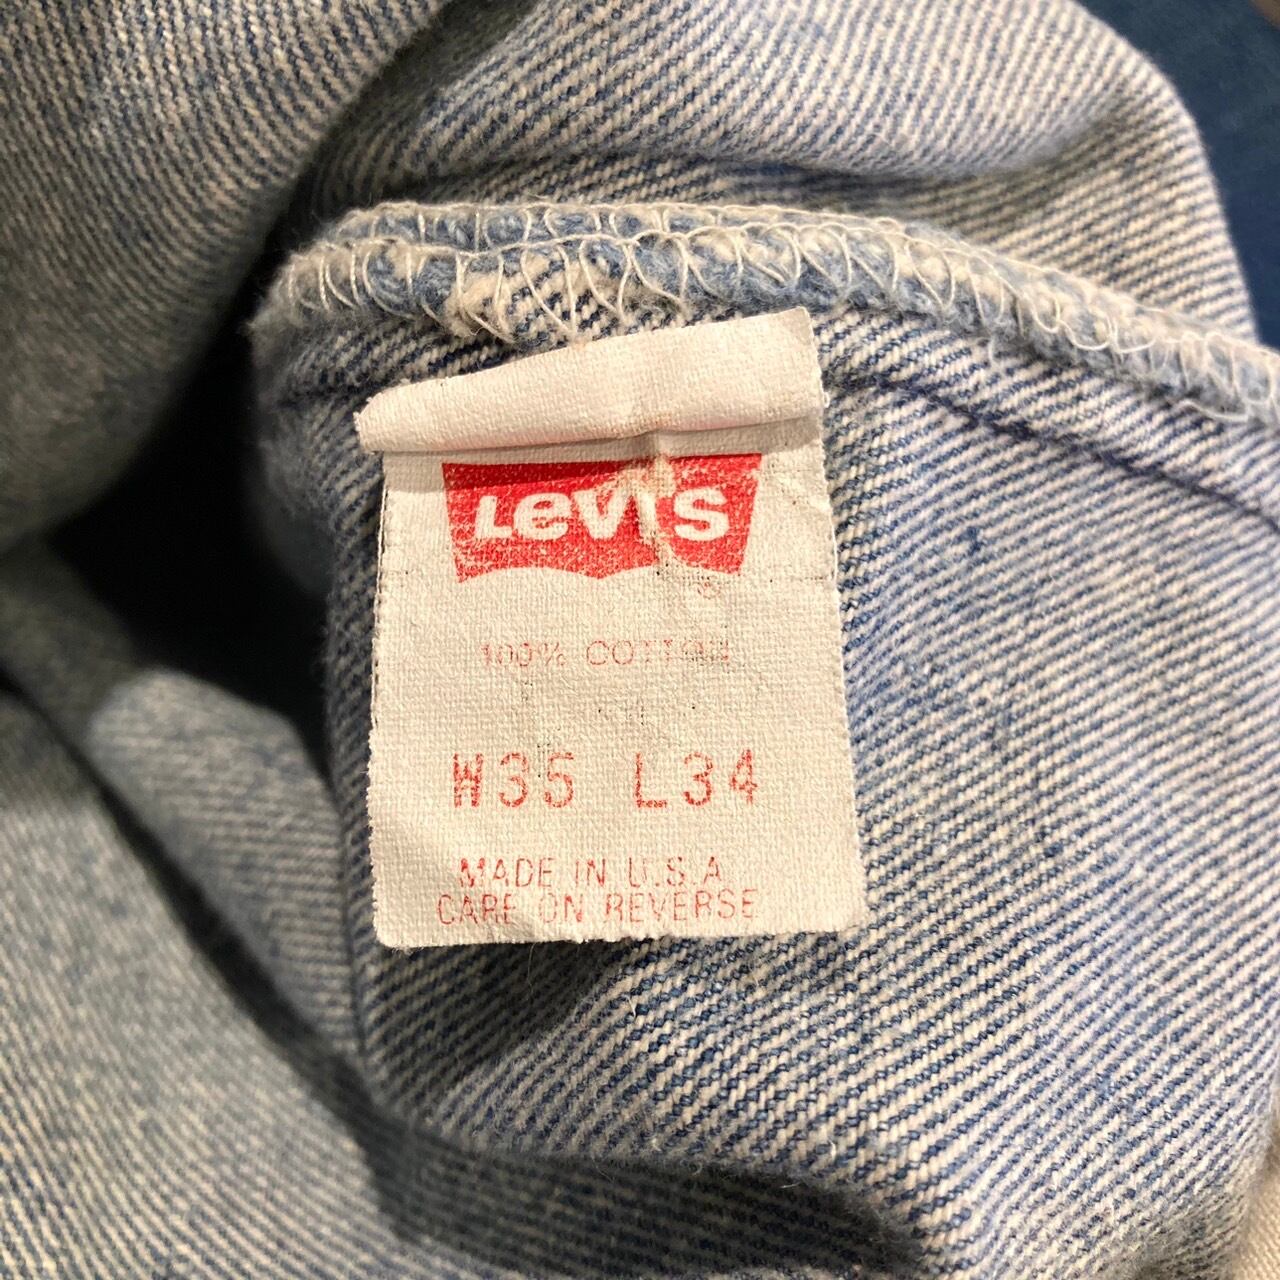 Levi's
®
100% COTTON
W35 L34
MADE IN U.S.A.
CARE ON REVERSE